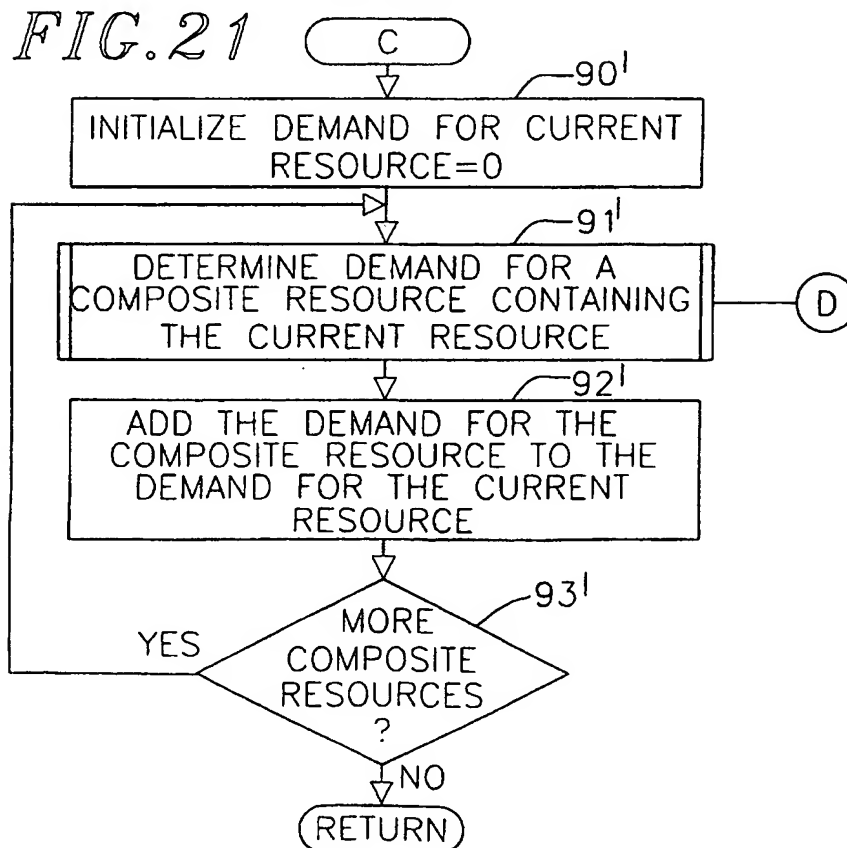 FIG.21
C
90'
INITIALIZE DEMAND FOR CURRENT
RESOURCE=0
91'
DETERMINE DEMAND FOR A
COMPOSITE RESOURCE CONTAINING
THE CURRENT RESOURCE
D
92'
ADD THE DEMAND FOR THE
COMPOSITE RESOURCE TO THE
DEMAND FOR THE CURRENT
RESOURCE
93'
YES
MORE
COMPOSITE
RESOURCES
?
NO
RETURN